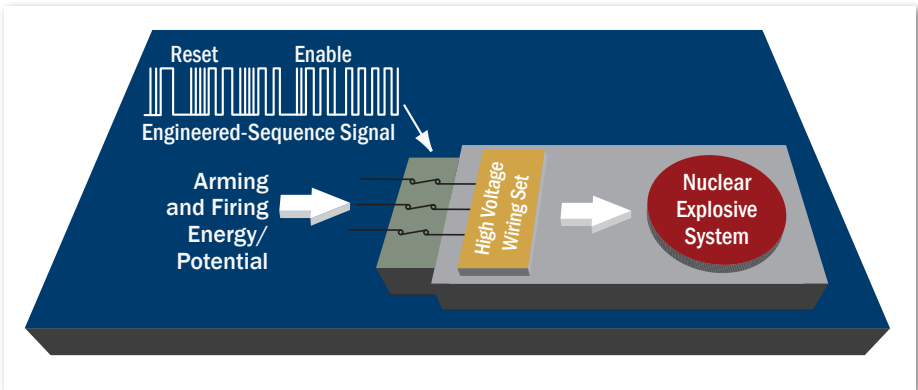 Reset
Enable
Engineered-Sequence Signal
Arming
and Firing
Energy/
Potential
High Voltage
Wiring Set
Nuclear
Explosive
System